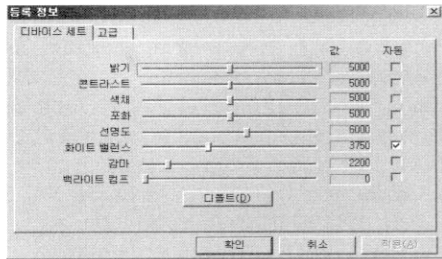 등록 정보
디바이스 세트 고급
값 자동
밝기 5000
콘트라스트 5000
색채 5000
포화 5000
선명도 6000
화이트 밸런스 3750
감마 2200
백라이트 컴프 0
디폴트(D)
확인 취소 적용(A)